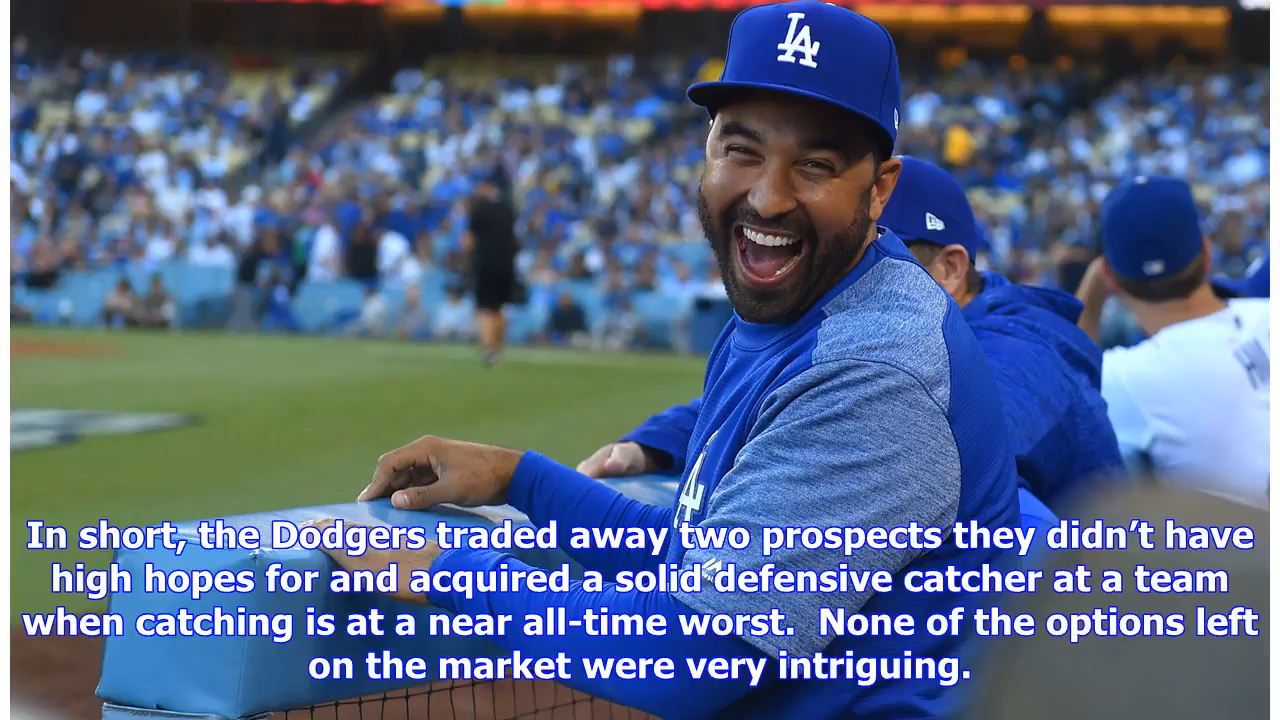 LA
In short, the Dodgers traded away two prospects they didn’t have
high hopes for and acquired a solid defensive catcher at a team
when catching is at a near all-time worst.  None of the options left
on the market were very intriguing.